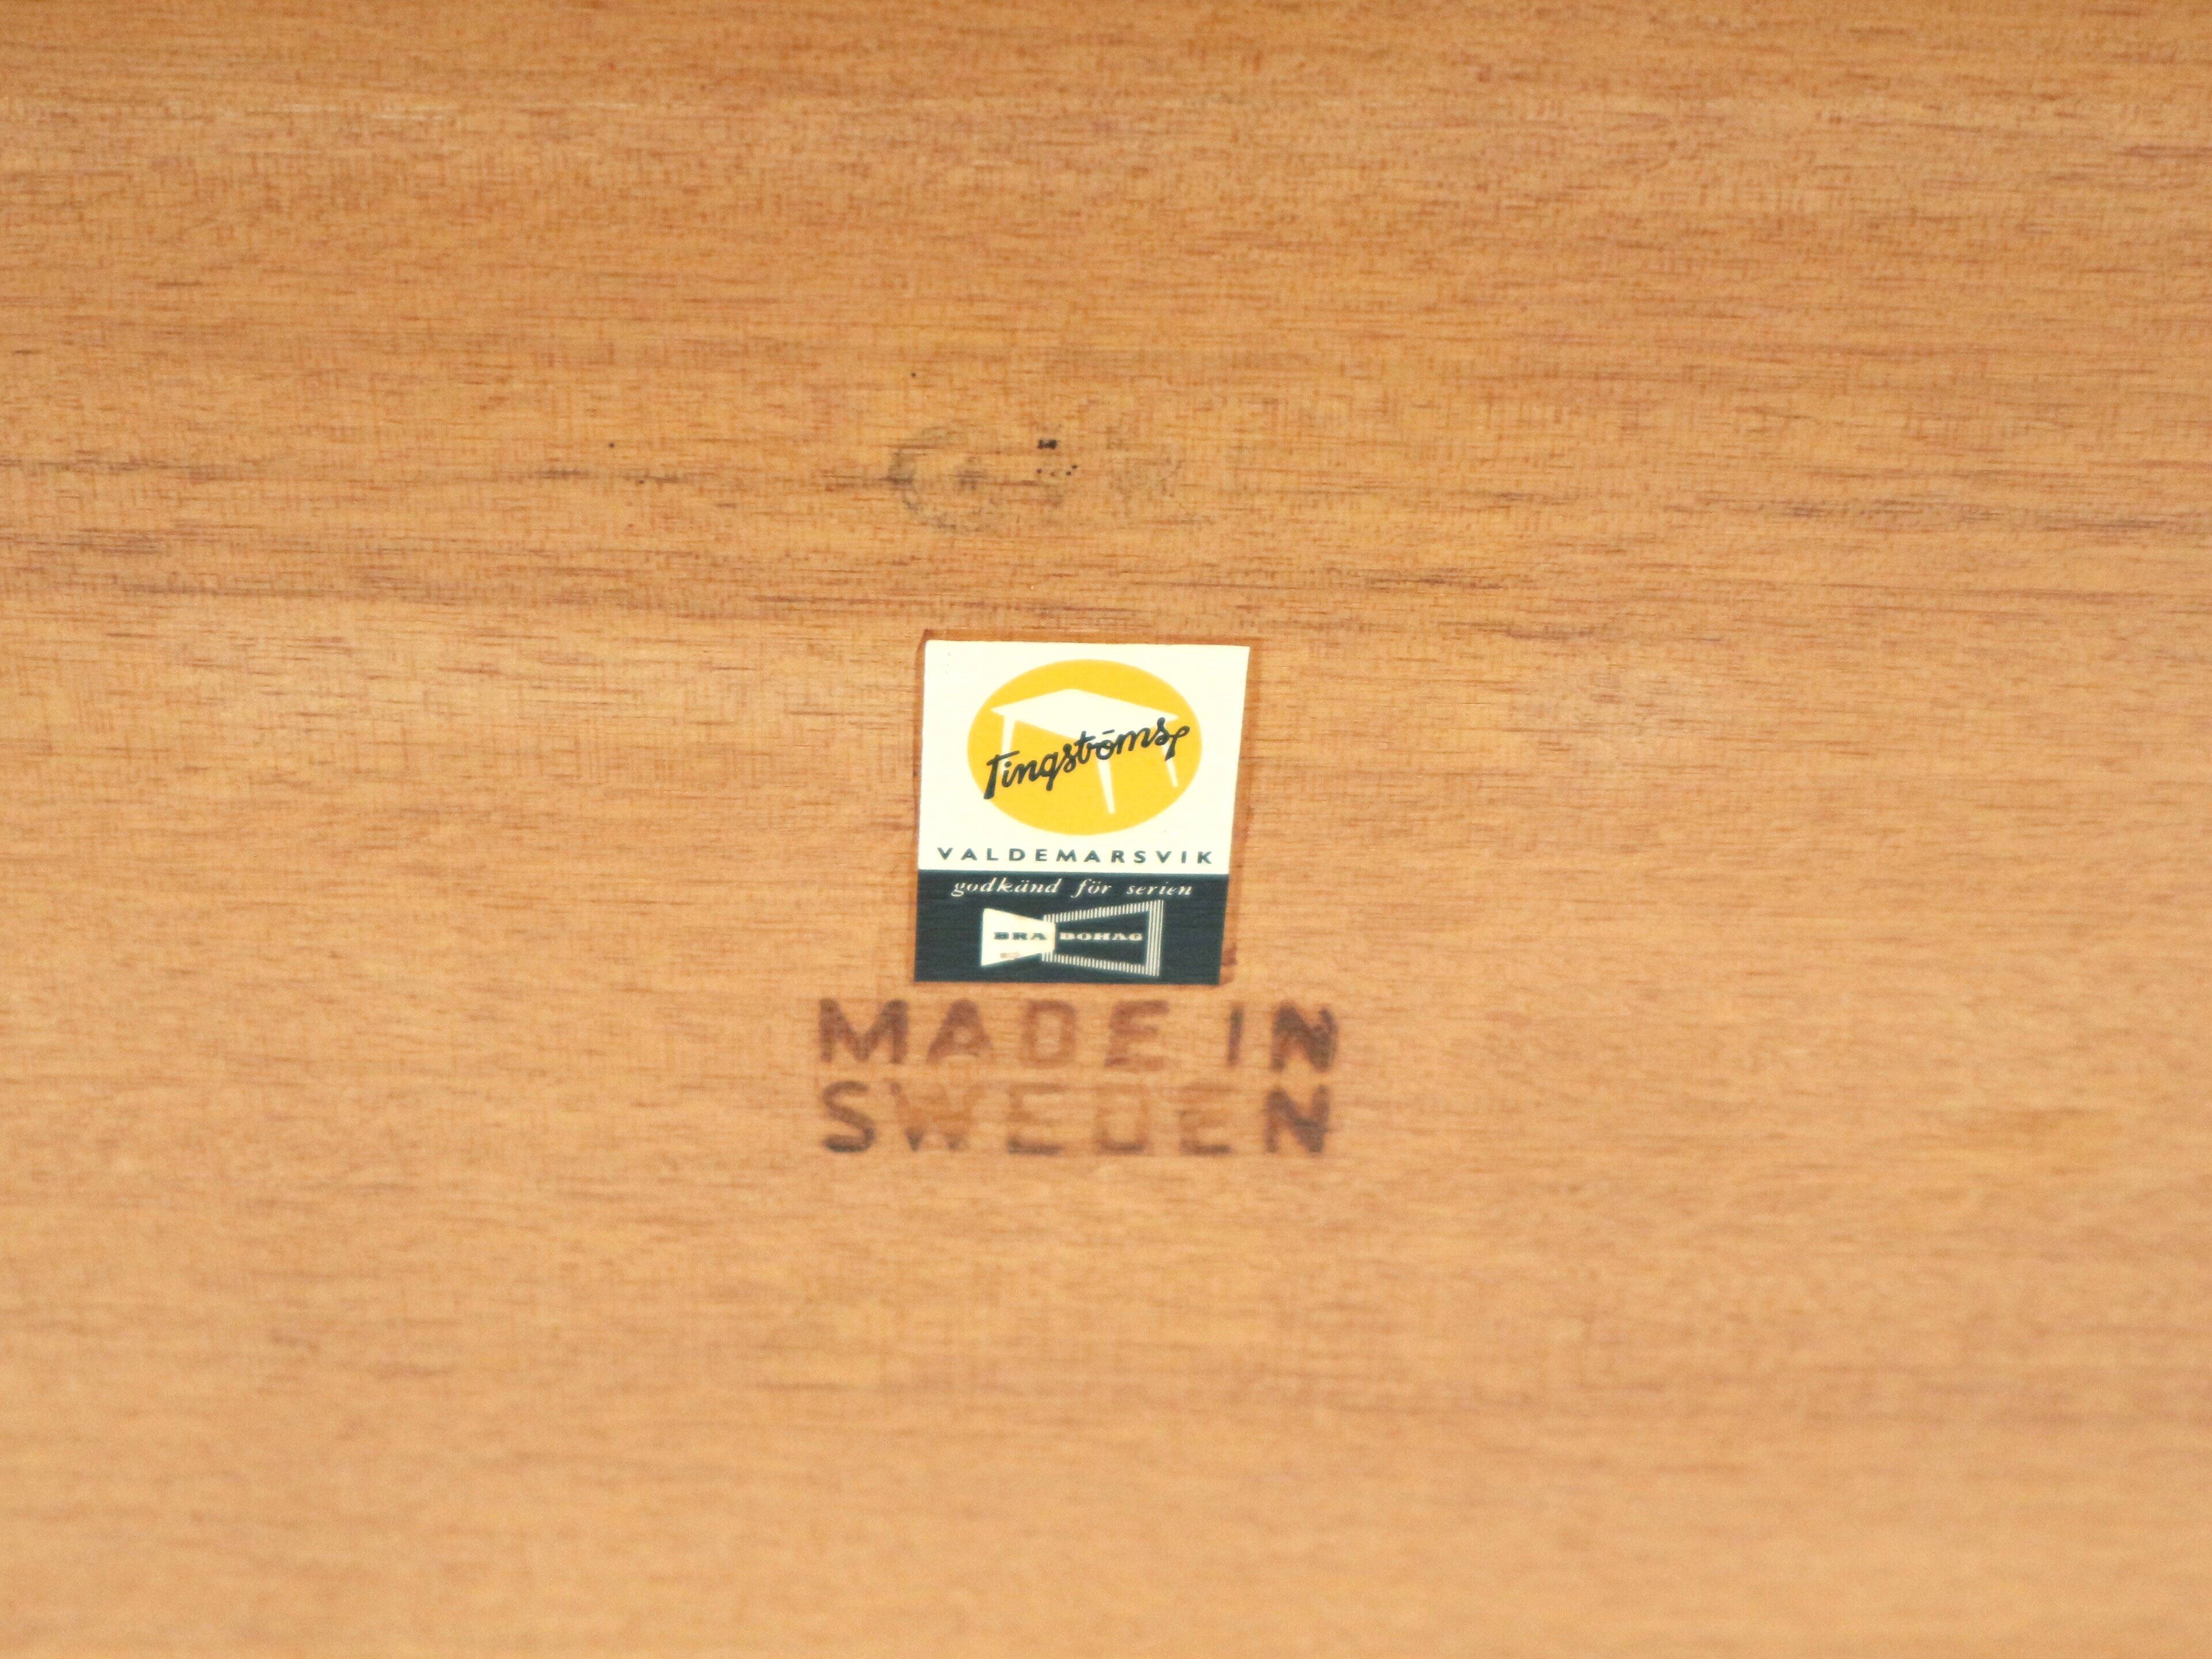 Tingströms
VALDEMARSVIK
godkänd för serien
BRA BOHAG
MADE IN
SWEDEN